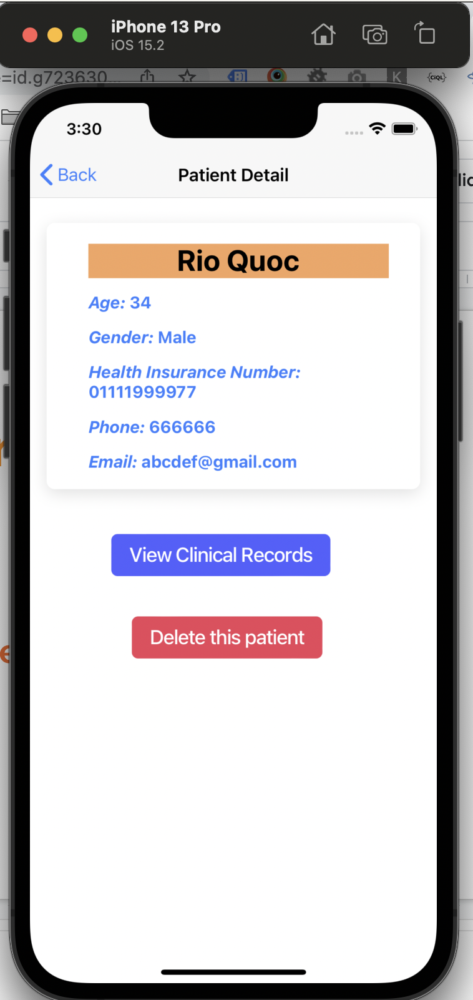 iPhone 13 Pro
iOS 15.2
=id.g723630...
K
{CiQL}
3:30
Back
Patient Detail
Rio Quoc
Age: 34
Gender: Male
Health Insurance Number:
01111999977
Phone: 666666
Email: abcdef@gmail.com
View Clinical Records
Delete this patient